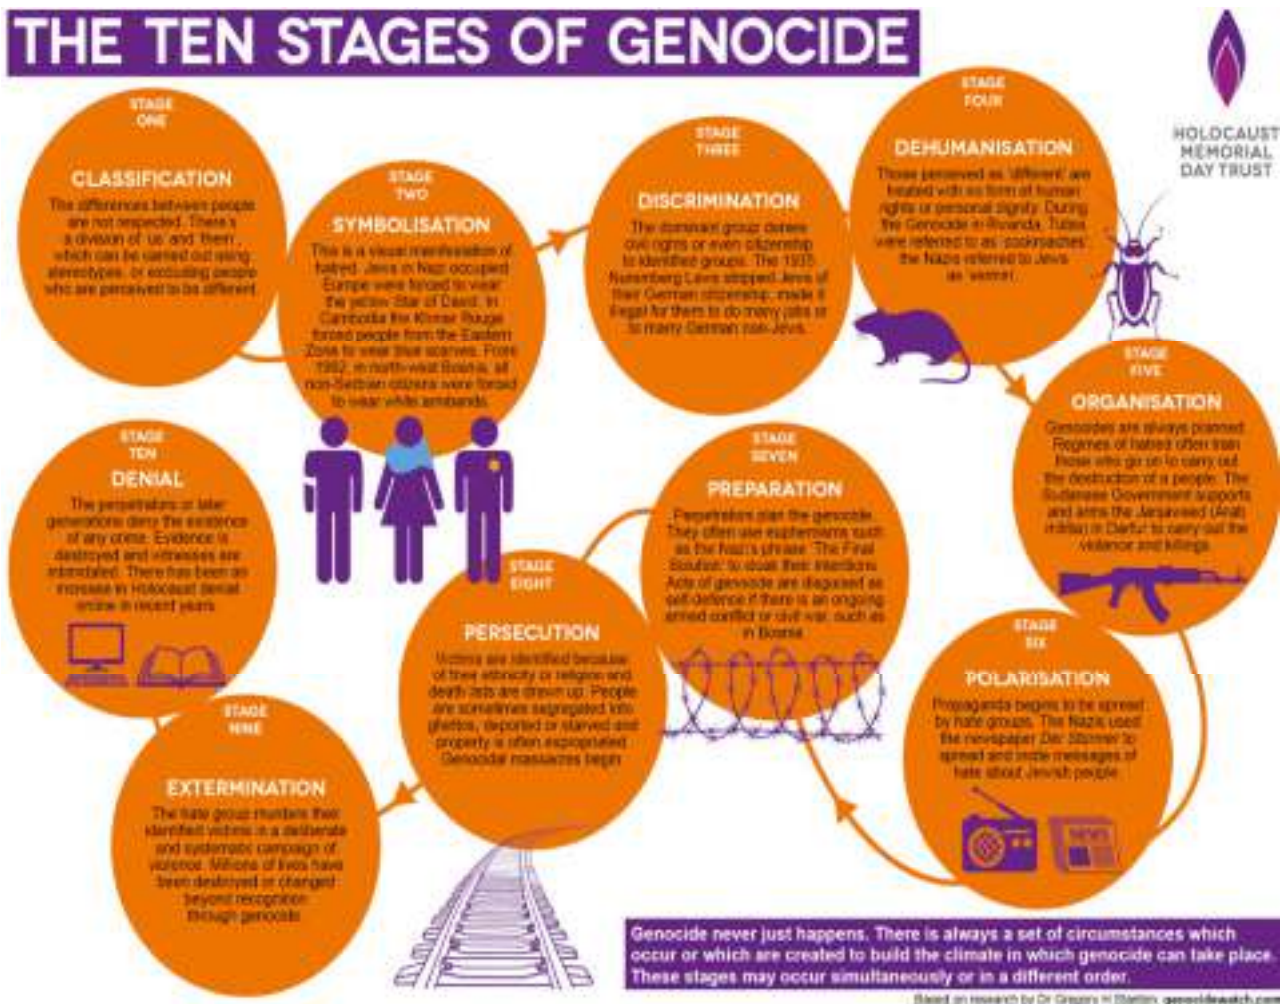 THE TEN STAGES OF GENOCIDE
HOLOCAUST
MEMORIAL
DAY TRUST
STAGE
ONE
CLASSIFICATION
The differences between people
are not respected. There's
a division of 'us' and 'them'
which can be carried out using
stereotypes, or excluding people
who are perceived to be different.
STAGE
TWO
SYMBOLISATION
This is a visual manifestation of
hatred. Jews in Nazi occupied
Europe were forced to wear
the yellow Star of David. In
Cambodia the Khmer Rouge
forced people from the Eastern
Zone to wear blue scarves. From
1992, in north-west Bosnia, all
non-Serbian citizens were forced
to wear white armbands.
STAGE
THREE
DISCRIMINATION
The dominant group denies
civil rights or even citizenship
to identified groups. The 1935
Nuremberg Laws stripped Jews of
their German citizenship, made it
illegal for them to do many jobs or
to marry German non-Jews.
STAGE
FOUR
DEHUMANISATION
Those perceived as 'different' are
treated with no form of human
rights or personal dignity. During
the Genocide in Rwanda, Tutsis
were referred to as 'cockroaches'
the Nazis referred to Jews
as 'vermin'.
STAGE
FIVE
ORGANISATION
Genocides are always planned.
Regimes of hatred often train
those who go on to carry out
the destruction of a people. The
Sudanese Government supports
and arms the Janjaweed (Arab
militias) in Darfur to carry out the
violence and killings.
STAGE
SIX
POLARISATION
Propaganda begins to be spread
by hate groups. The Nazis used
the newspaper Der Stürmer to
spread and incite messages of
hate about Jewish people.
NEWS
STAGE
SEVEN
PREPARATION
Perpetrators plan the genocide.
They often use euphemisms such
as the Nazi's phrase 'The Final
Solution' to cloak their intentions.
Acts of genocide are disguised as
self-defence if there is an ongoing
armed conflict or civil war, such as
in Bosnia.
STAGE
EIGHT
PERSECUTION
Victims are identified because
of their ethnicity or religion and
death lists are drawn up. People
are sometimes segregated into
ghettos, deported or starved and
property is often expropriated.
Genocidal massacres begin.
STAGE
NINE
EXTERMINATION
The hate group murders their
identified victims in a deliberate
and systematic campaign of
violence. Millions of lives have
been destroyed or changed
beyond recognition
through genocide.
STAGE
TEN
DENIAL
The perpetrators or later
generations deny the existence
of any crime. Evidence is
destroyed and witnesses are
intimidated. There has been an
increase in Holocaust denial
online in recent years.
Genocide never just happens. There is always a set of circumstances which
occur or which are created to build the climate in which genocide can take place.
These stages may occur simultaneously or in a different order.
Based on research by Dr Gregory H Stanton, genocidewatch.com